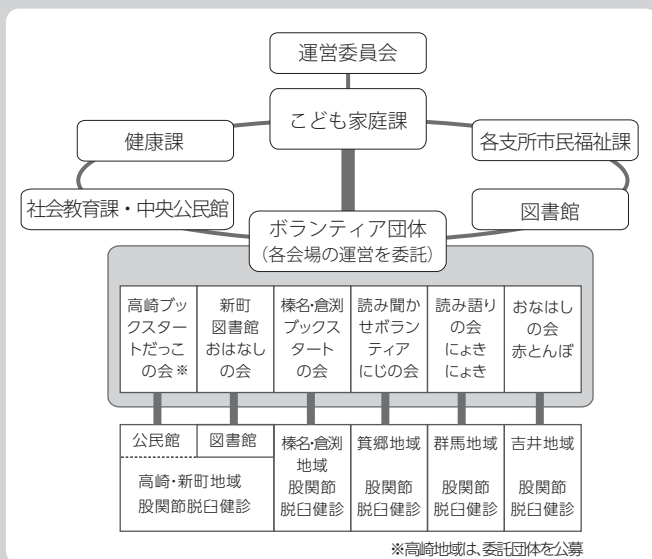 運営委員会
こども家庭課
健康課
各支所市民福祉課
社会教育課・中央公民館
図書館
ボランティア団体
（各会場の運営を委託）
高崎ブッ
クスター
トだっこ
の会※
新町
図書館
おはなし
の会
榛名・倉渕
ブックス
タート
の会
読み聞か
せボラン
ティア
にじの会
読み語り
の会
にょき
にょき
おなはし
の会
赤とんぼ
公民館
図書館
高崎・新町地域
股関節脱臼健診
榛名・倉渕
地域
股関節
脱臼健診
箕郷地域
股関節
脱臼健診
群馬地域
股関節
脱臼健診
吉井地域
股関節
脱臼健診
※高崎地域は、委託団体を公募